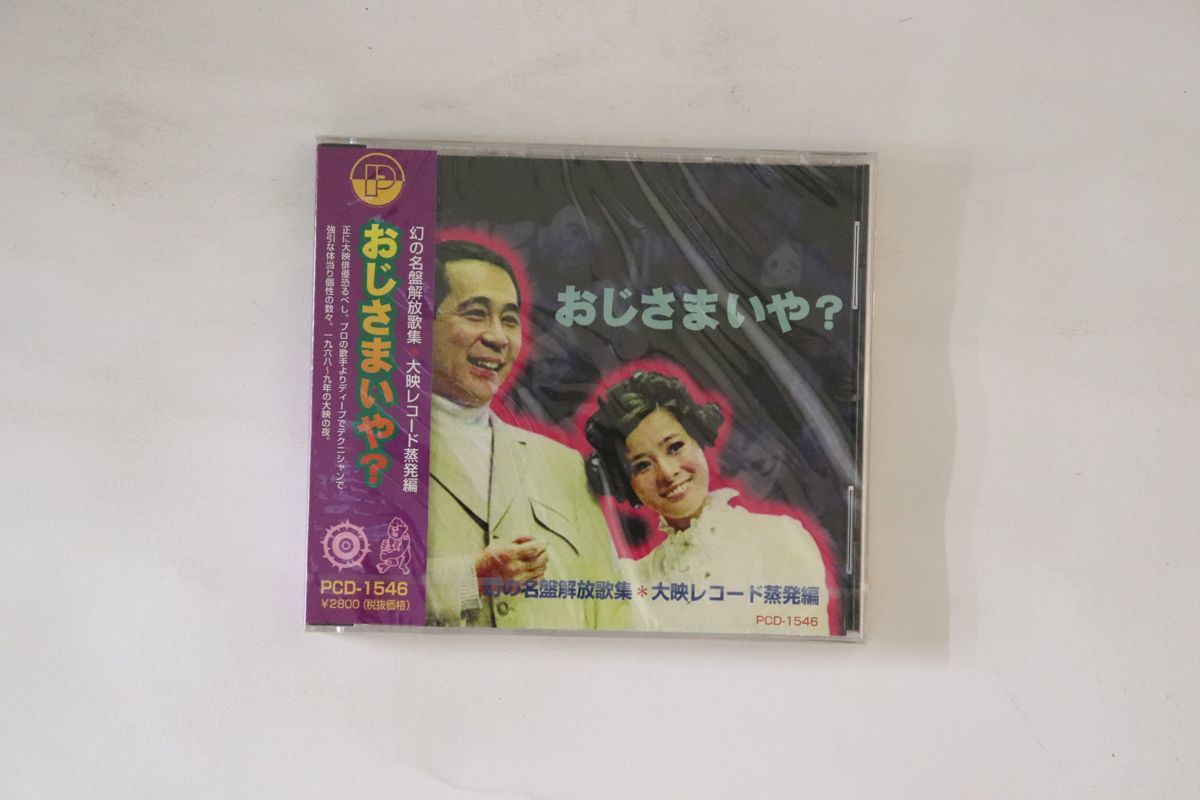 幻の名盤解放歌集*大映レコード蒸発編
おじさまいや?
正に大映俳優恐るべし。プロの歌手よりディープでテクニシャンで
強引な体当り個性の数々。一九六八〜九年の大映の夜。
PCD-1546
¥2800(税抜価格)
おじさまいや?
幻の名盤解放歌集*大映レコード蒸発編
PCD-1546